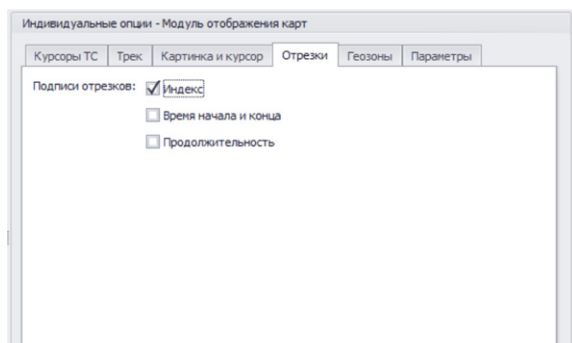 Индивидуальные опции - Модуль отображения карт
Курсоры ТС Трек Картинка и курсор Отрезки Геозоны Параметры
Подписи отрезков: Индекс
Время начала и конца
Продолжительность